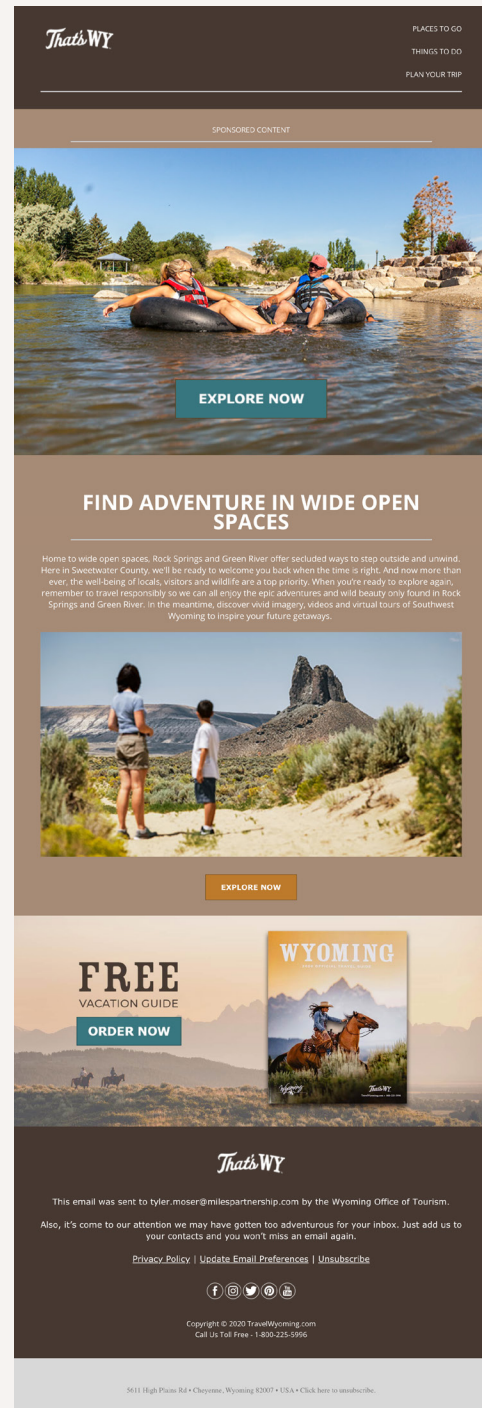 That's WY
PLACES TO GO
THINGS TO DO
PLAN YOUR TRIP
SPONSORED CONTENT
EXPLORE NOW
FIND ADVENTURE IN WIDE OPEN
SPACES
Home to wide open spaces, Rock Springs and Green River offer secluded ways to step outside and unwind.
Here in Sweetwater County, we'll be ready to welcome you back when the time is right. And now more than
ever, the well-being of locals, visitors and wildlife are a top priority. When you're ready to explore again,
remember to travel responsibly so we can all enjoy the epic adventures and wild beauty only found in Rock
Springs and Green River. In the meantime, discover vivid imagery, videos and virtual tours of Southwest
Wyoming to inspire your future getaways.
EXPLORE NOW
FREE
VACATION GUIDE
ORDER NOW
WYOMING
Wyoming
That's WY
That's WY
This email was sent to tyler.moser@milespartnership.com by the Wyoming Office of Tourism.
Also, it's come to our attention we may have gotten too adventurous for your inbox. Just add us to
your contacts and you won't miss an email again.
Privacy Policy | Update Email Preferences | Unsubscribe
Copyright © 2020 TravelWyoming.com
Call Us Toll Free - 1-800-225-5996
5611 High Plains Rd • Cheyenne, Wyoming 82007 • USA • Click here to unsubscribe.